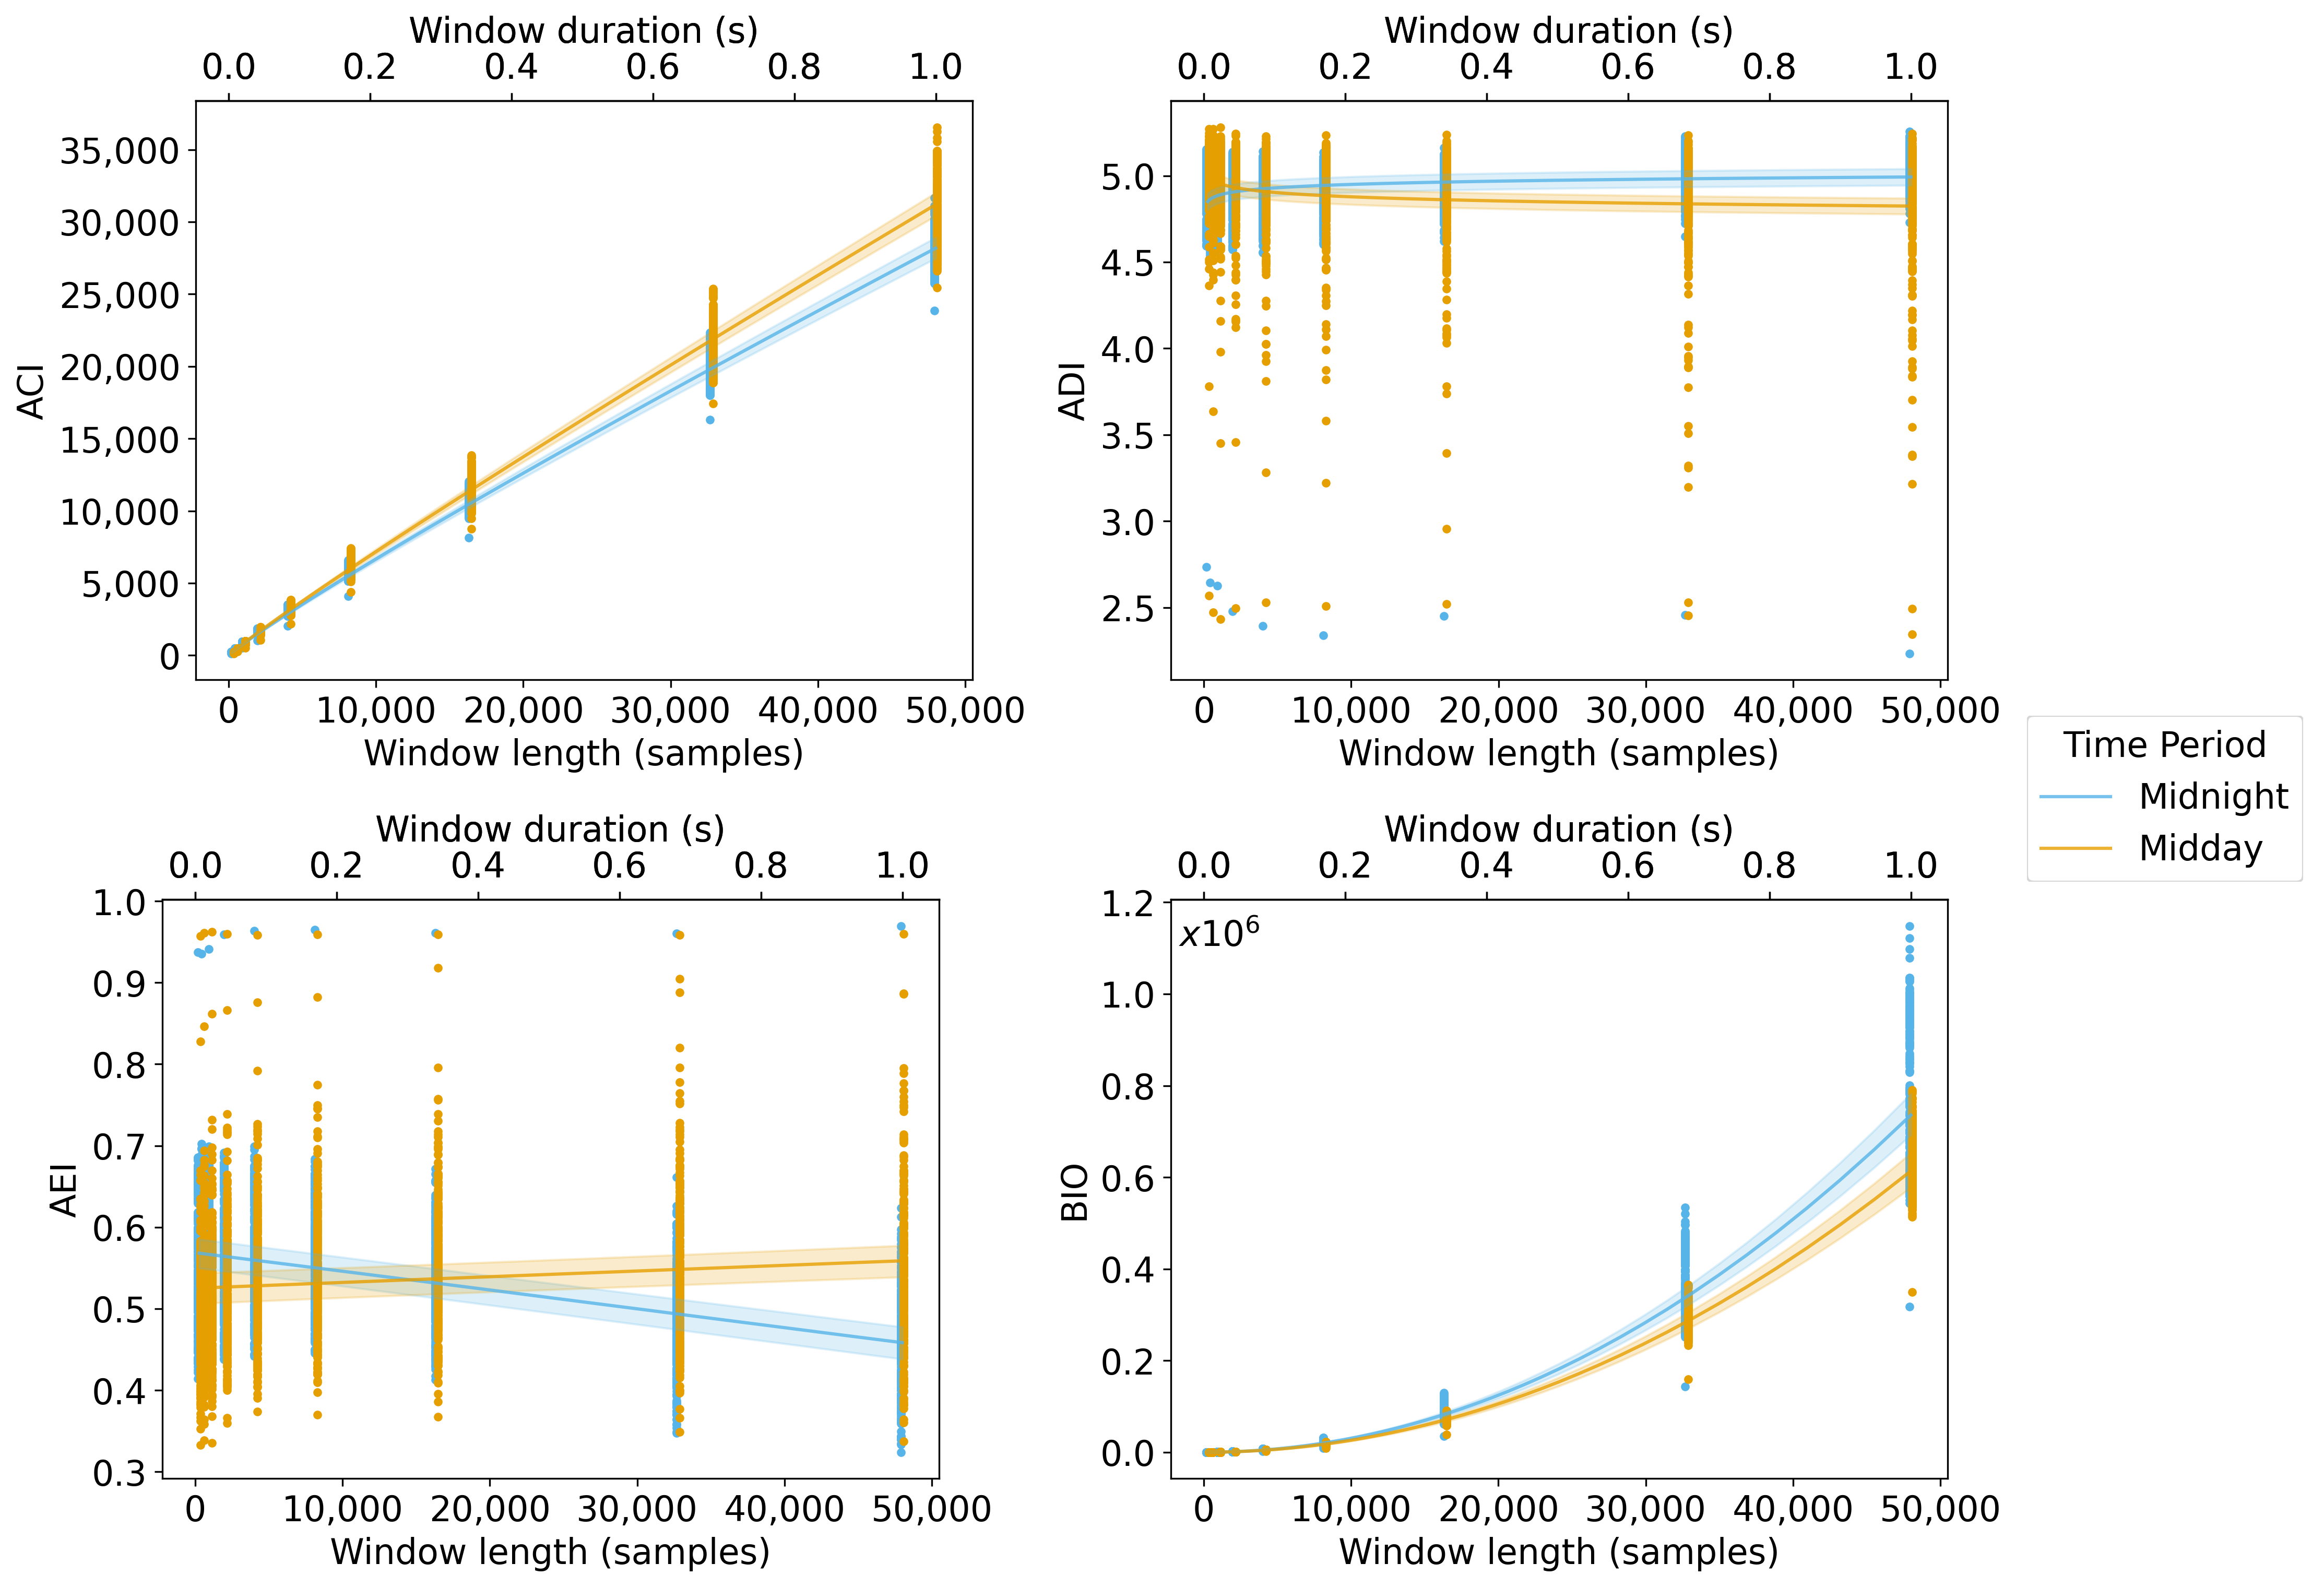 Window duration (s)
0.0 0.2 0.4 0.6 0.8 1.0
35,000
30,000
25,000
20,000
15,000
10,000
5,000
0
ACI
0 10,000 20,000 30,000 40,000 50,000
Window length (samples)
Window duration (s)
0.0 0.2 0.4 0.6 0.8 1.0
5.0
4.5
4.0
3.5
3.0
2.5
ADI
0 10,000 20,000 30,000 40,000 50,000
Window length (samples)
Time Period
Midnight
Midday
Window duration (s)
0.0 0.2 0.4 0.6 0.8 1.0
1.0
0.9
0.8
0.7
0.6
0.5
0.4
0.3
AEI
0 10,000 20,000 30,000 40,000 50,000
Window length (samples)
Window duration (s)
0.0 0.2 0.4 0.6 0.8 1.0
x10⁶
1.2
1.0
0.8
0.6
0.4
0.2
0.0
BIO
0 10,000 20,000 30,000 40,000 50,000
Window length (samples)